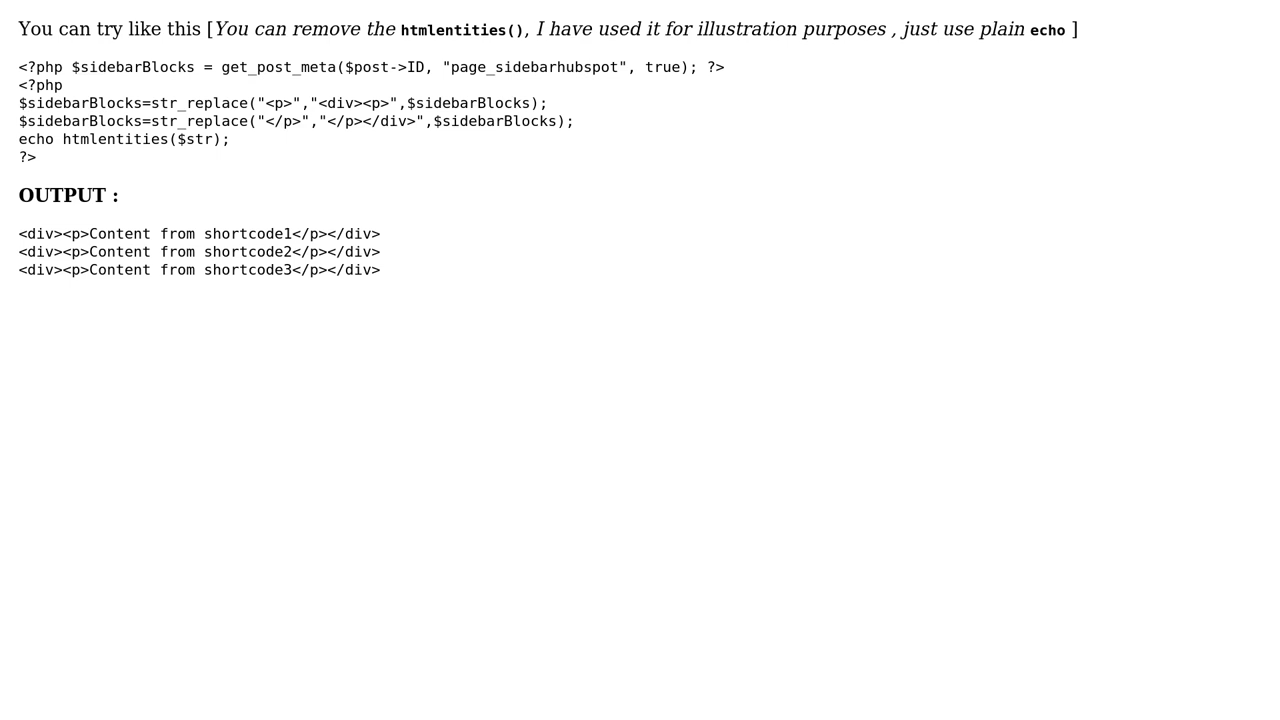 You can try like this [You can remove the htmlentities(), I have used it for illustration purposes , just use plain echo ]
<?php $sidebarBlocks = get_post_meta($post->ID, "page_sidebarhubspot", true); ?>
<?php
$sidebarBlocks=str_replace("<p>","<div><p>",$sidebarBlocks);
$sidebarBlocks=str_replace("</p>","</p></div>",$sidebarBlocks);
echo htmlentities($str);
?>
OUTPUT :
<div><p>Content from shortcode1</p></div>
<div><p>Content from shortcode2</p></div>
<div><p>Content from shortcode3</p></div>